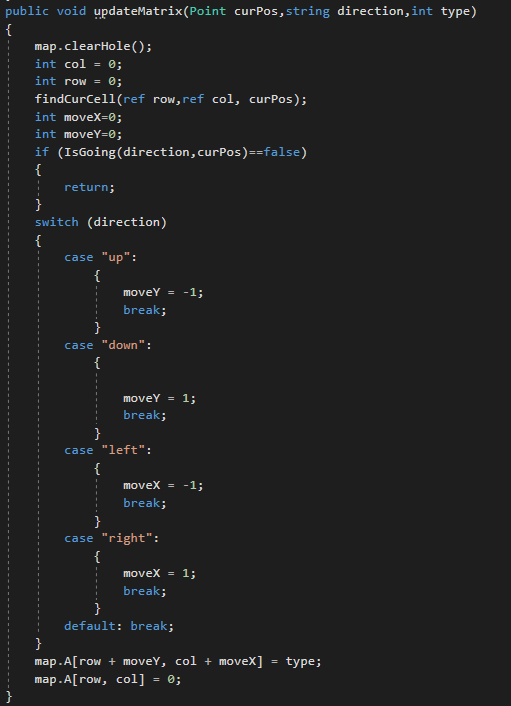 public void updateMatrix(Point curPos,string direction,int type)
{
map.clearHole();
int col = 0;
int row = 0;
findCurCell(ref row,ref col, curPos);
int moveX=0;
int moveY=0;
if (IsGoing(direction,curPos)==false)
{
return;
}
switch (direction)
{
case "up":
{
moveY = -1;
break;
}
case "down":
{
moveY = 1;
break;
}
case "left":
{
moveX = -1;
break;
}
case "right":
{
moveX = 1;
break;
}
default: break;
}
map.A[row + moveY, col + moveX] = type;
map.A[row, col] = 0;
}